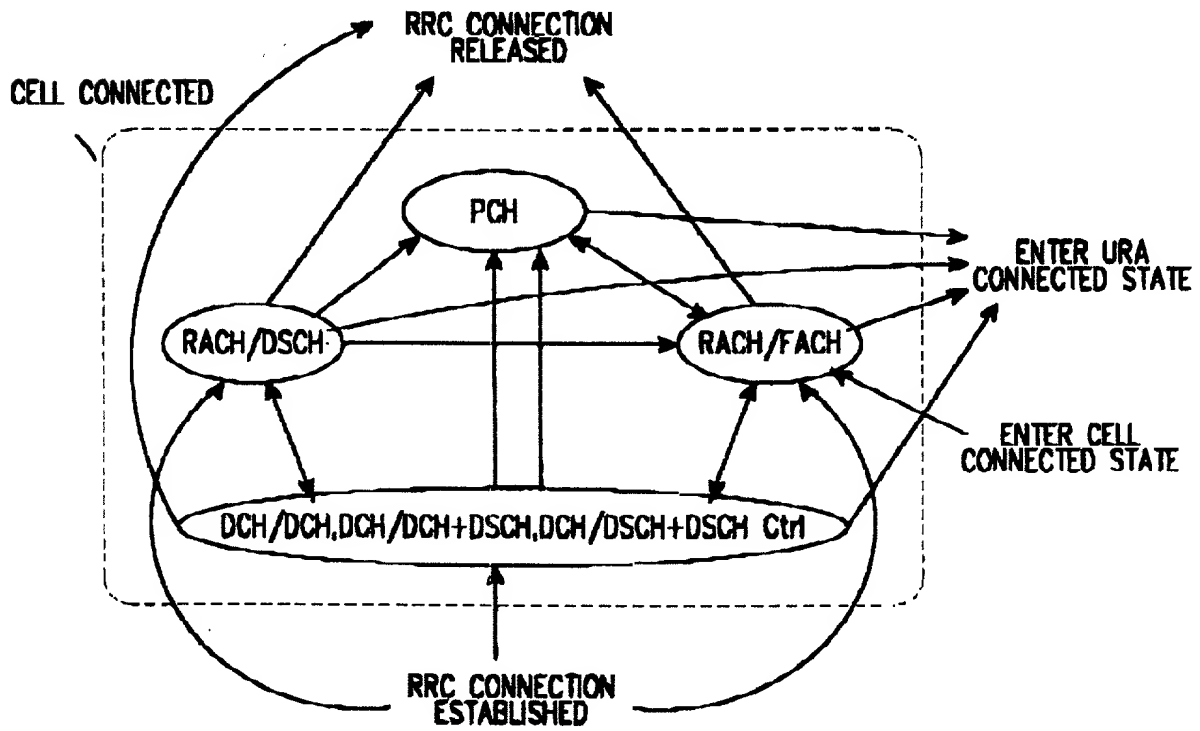 RRC CONNECTION
RELEASED
CELL CONNECTED
PCH
ENTER URA
CONNECTED STATE
RACH/DSCH
RACH/FACH
ENTER CELL
CONNECTED STATE
DCH/DCH,DCH/DCH+DSCH,DCH/DSCH+DSCH Ctrl
RRC CONNECTION
ESTABLISHED